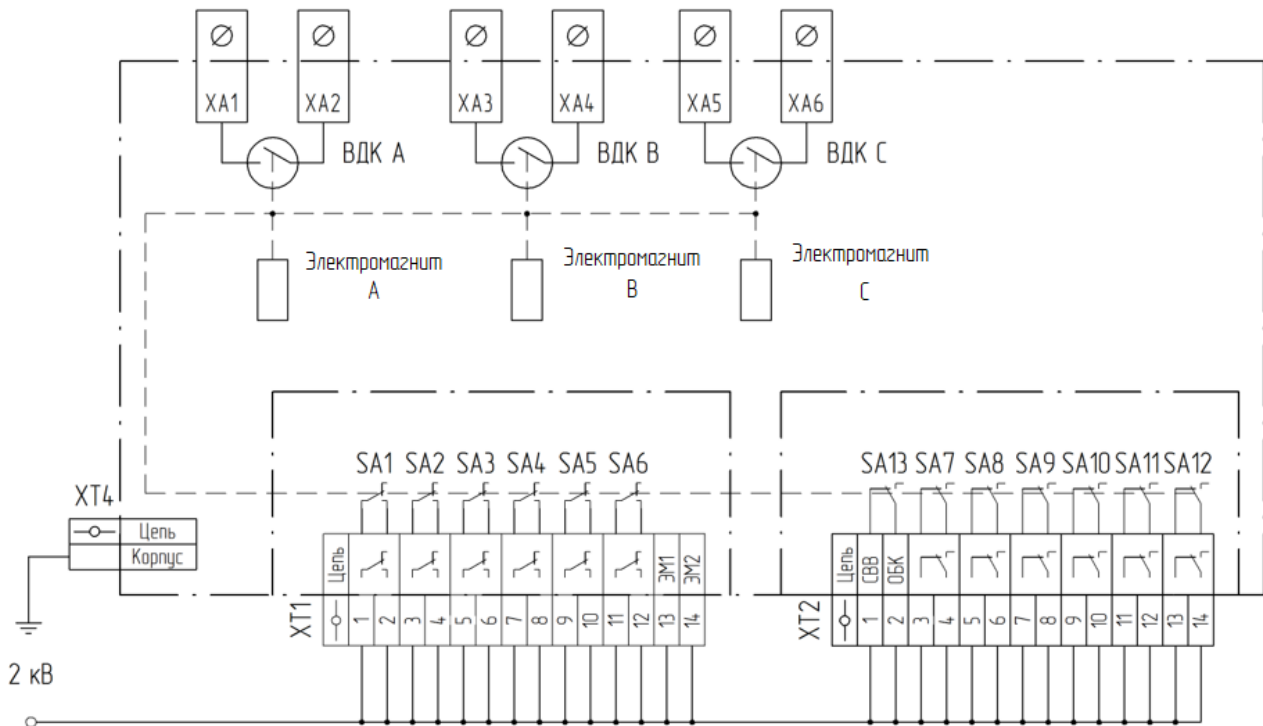 XA1 XA2 XA3 XA4 XA5 XA6
ВДК А ВДК В ВДК С
Электромагнит
А
Электромагнит
В
Электромагнит
С
SA1 SA2 SA3 SA4 SA5 SA6
SA13 SA7 SA8 SA9 SA10 SA11 SA12
XT4
Цепь
Корпус
Цепь ЭМ1 ЭМ2
XT1
1 2 3 4 5 6 7 8 9 10 11 12 13 14
Цепь СВВ ОБК
XT2
1 2 3 4 5 6 7 8 9 10 11 12 13 14
2 кВ